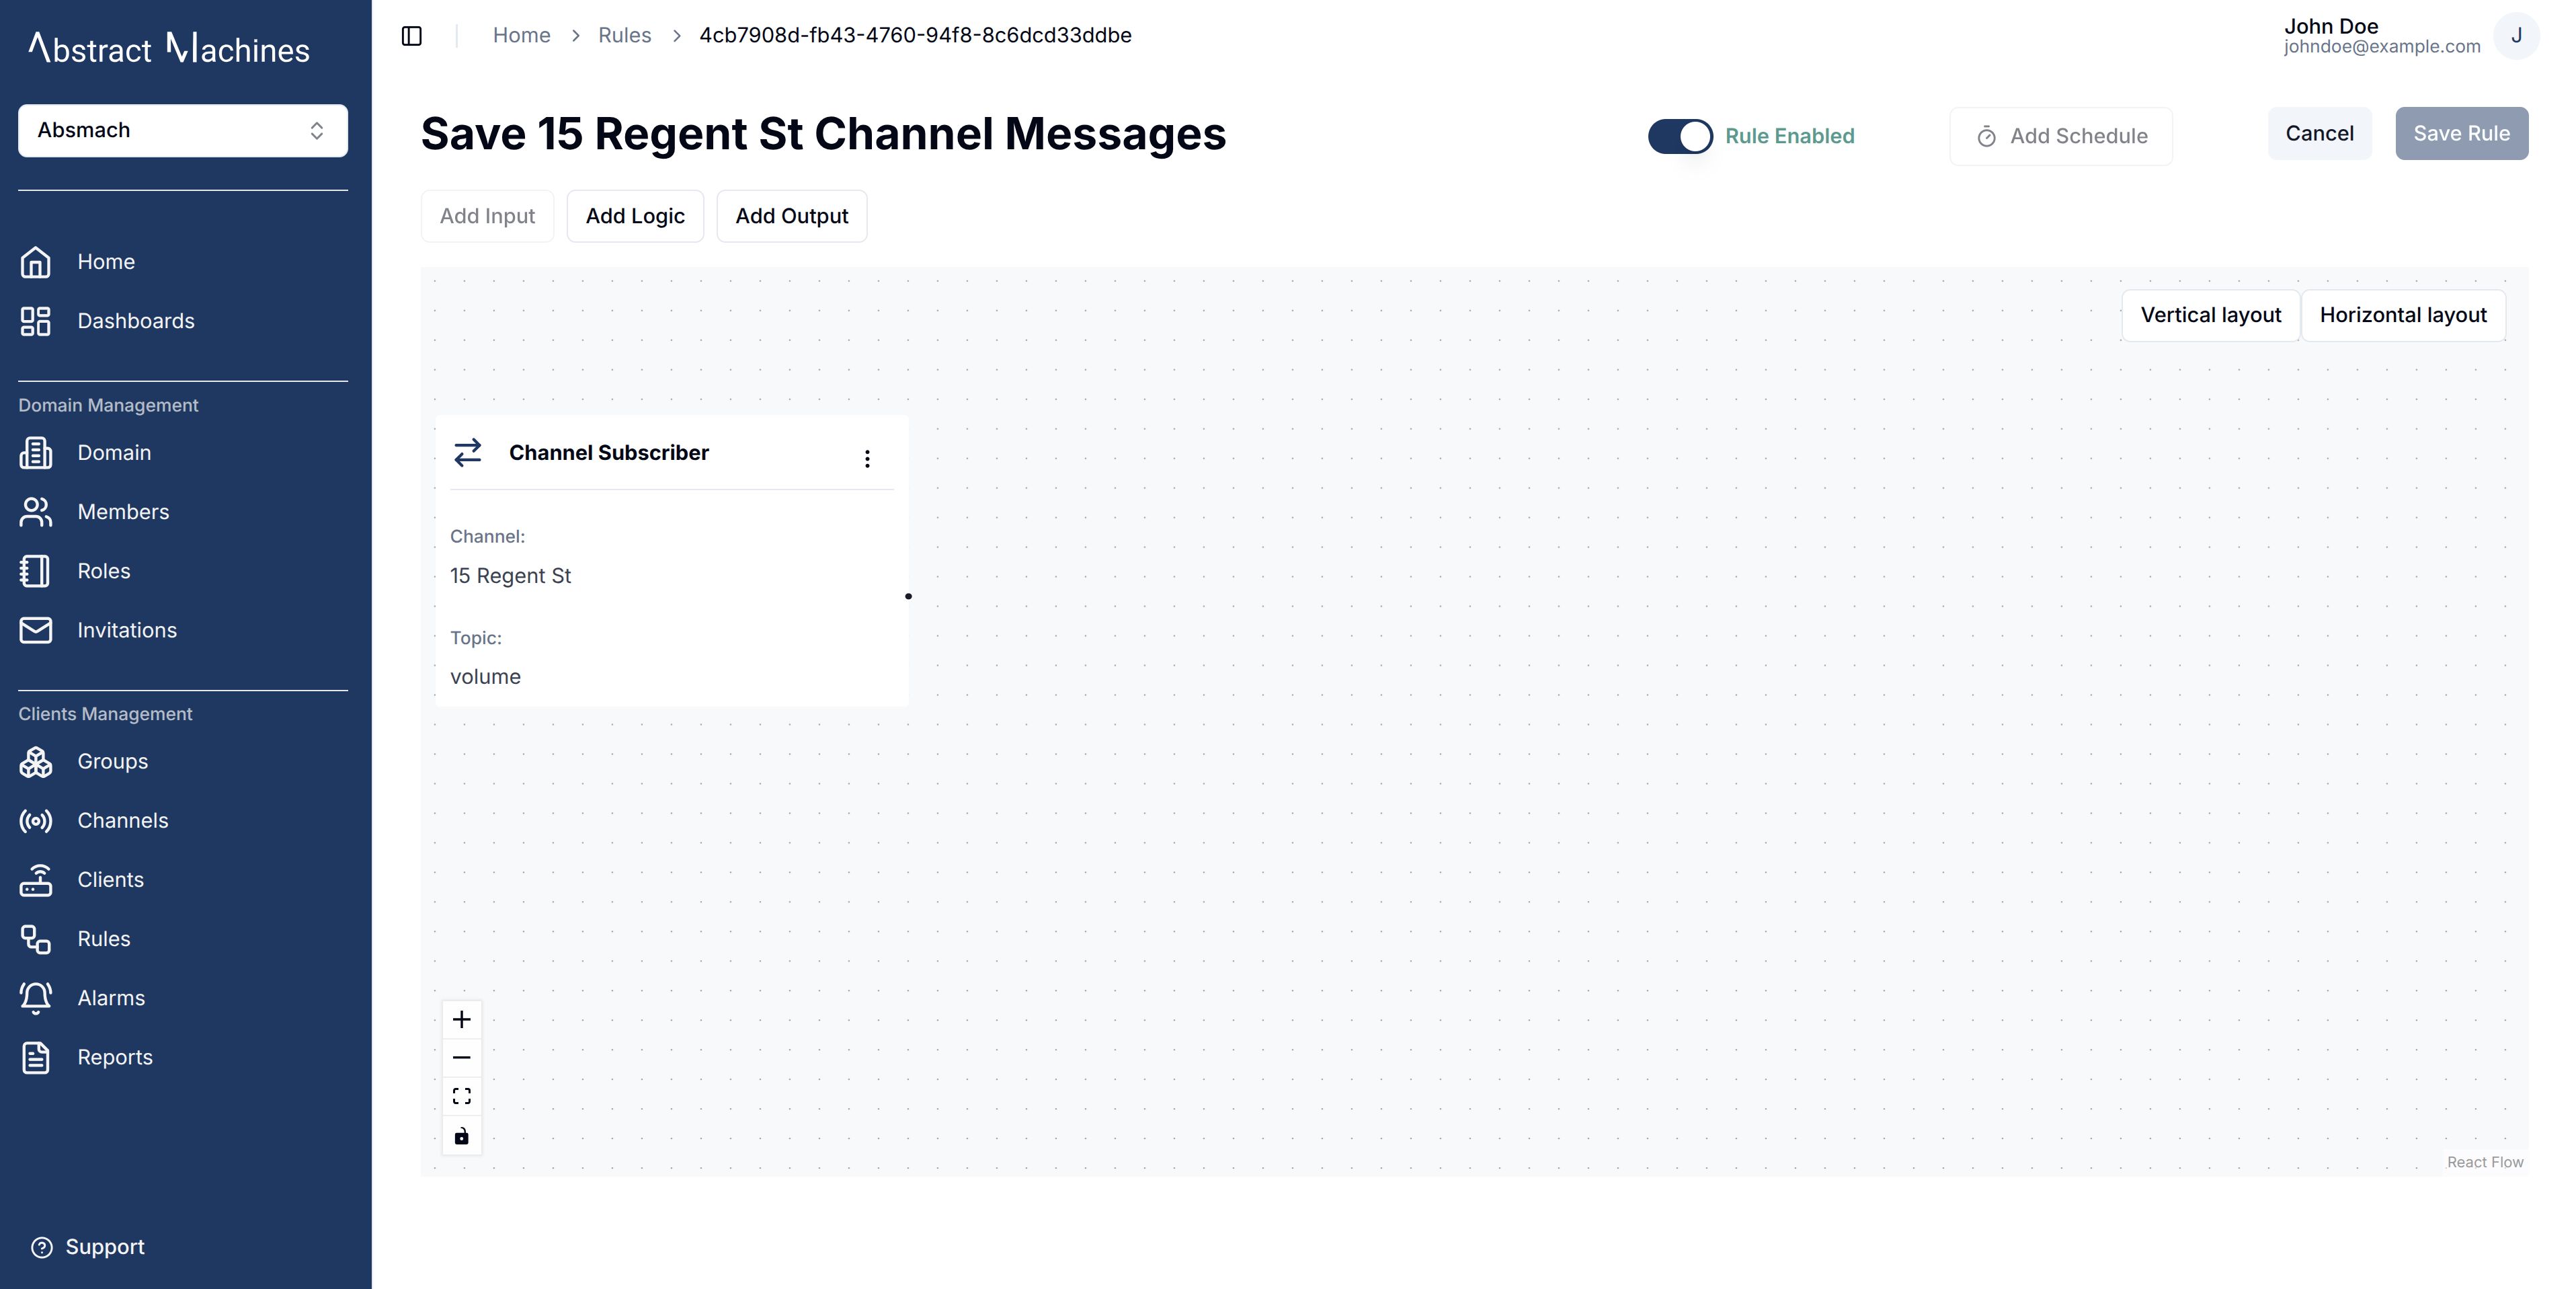 Abstract Machines
Absmach
Home
Dashboards
Domain Management
Domain
Members
Roles
Invitations
Clients Management
Groups
Channels
Clients
Rules
Alarms
Reports
Support
Home > Rules > 4cb7908d-fb43-4760-94f8-8c6dcd33ddbe
John Doe
johndoe@example.com
J
Save 15 Regent St Channel Messages
Rule Enabled
Add Schedule
Cancel
Save Rule
Add Input
Add Logic
Add Output
Vertical layout
Horizontal layout
Channel Subscriber
Channel:
15 Regent St
Topic:
volume
React Flow